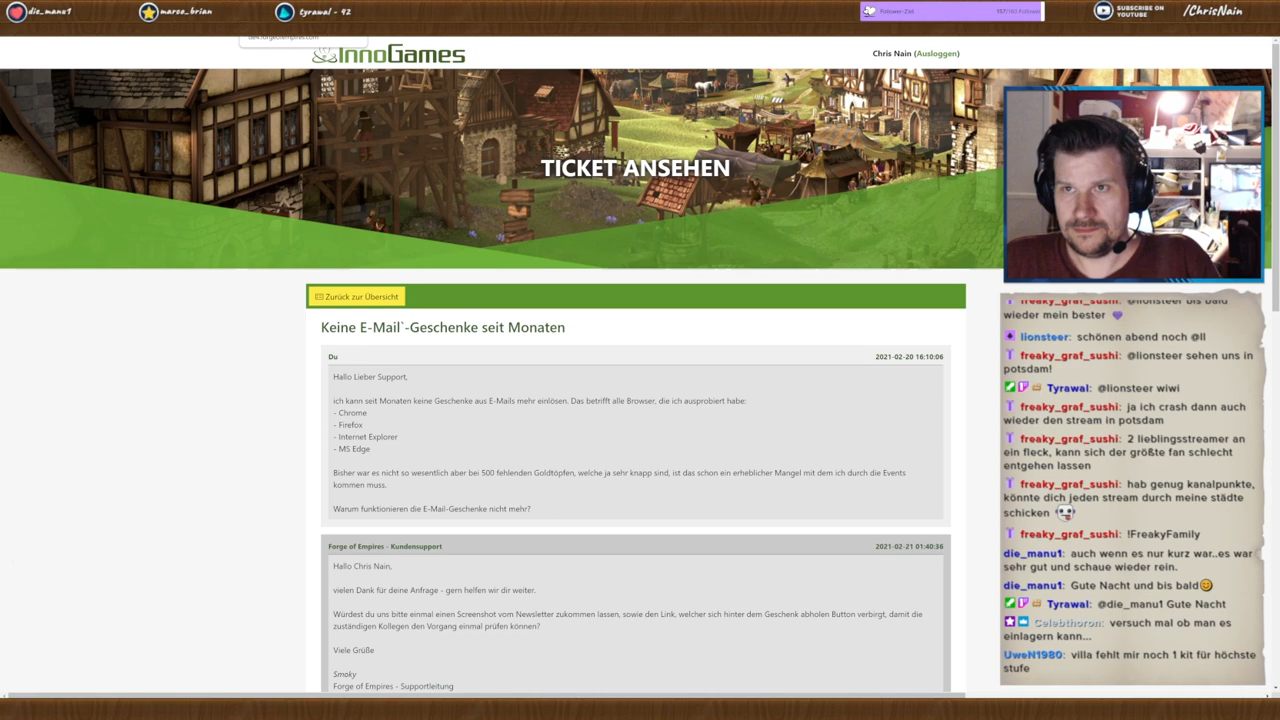 die_manu1
marco_brian
tyrawal - 42
Follower-Ziel
SUBSCRIBE ON
YOUTUBE
/ChrisNain
InnoGames
Chris Nain (Ausloggen)
TICKET ANSEHEN
Zurück zur Übersicht
Keine E-Mail`-Geschenke seit Monaten
Du 2021-02-20 16:10:06
Hallo Lieber Support,
ich kann seit Monaten keine Geschenke aus E-Mails mehr einlösen. Das betrifft alle Browser, die ich ausprobiert habe:
- Chrome
- Firefox
- Internet Explorer
- MS Edge
Bisher war es nicht so wesentlich aber bei 500 fehlenden Goldtöpfen, welche ja sehr knapp sind, ist das schon ein erheblicher Mangel mit dem ich durch die Events
kommen muss.
Warum funktionieren die E-Mail-Geschenke nicht mehr?
Forge of Empires - Kundensupport 2021-02-21 01:40:36
Hallo Chris Nain,
vielen Dank für deine Anfrage - gern helfen wir dir weiter.
Würdest du uns bitte einmal einen Screenshot vom Newsletter zukommen lassen, sowie den Link, welcher sich hinter dem Geschenk abholen Button verbirgt, damit die
zuständigen Kollegen den Vorgang einmal prüfen können?
Viele Grüße
Smoky
Forge of Empires - Supportleitung
freaky_graf_sushi: @lionsteer bis bald
wieder mein bester
lionsteer: schönen abend noch @ll
freaky_graf_sushi: @lionsteer sehen uns in
potsdam!
Tyrawal: @lionsteer wiwi
freaky_graf_sushi: ja ich crash dann auch
wieder den stream in potsdam
freaky_graf_sushi: 2 lieblingsstreamer an
ein fleck, kann sich der größte fan schlecht
entgehen lassen
freaky_graf_sushi: hab genug kanalpunkte,
könnte dich jeden stream durch meine städte
schicken
freaky_graf_sushi: !FreakyFamily
die_manu1: auch wenn es nur kurz war..es war
sehr gut und schaue wieder rein.
die_manu1: Gute Nacht und bis bald
Tyrawal: @die_manu1 Gute Nacht
Celebthoron: versuch mal ob man es
einlagern kann...
UweN1980: villa fehlt mir noch 1 kit für höchste
stufe